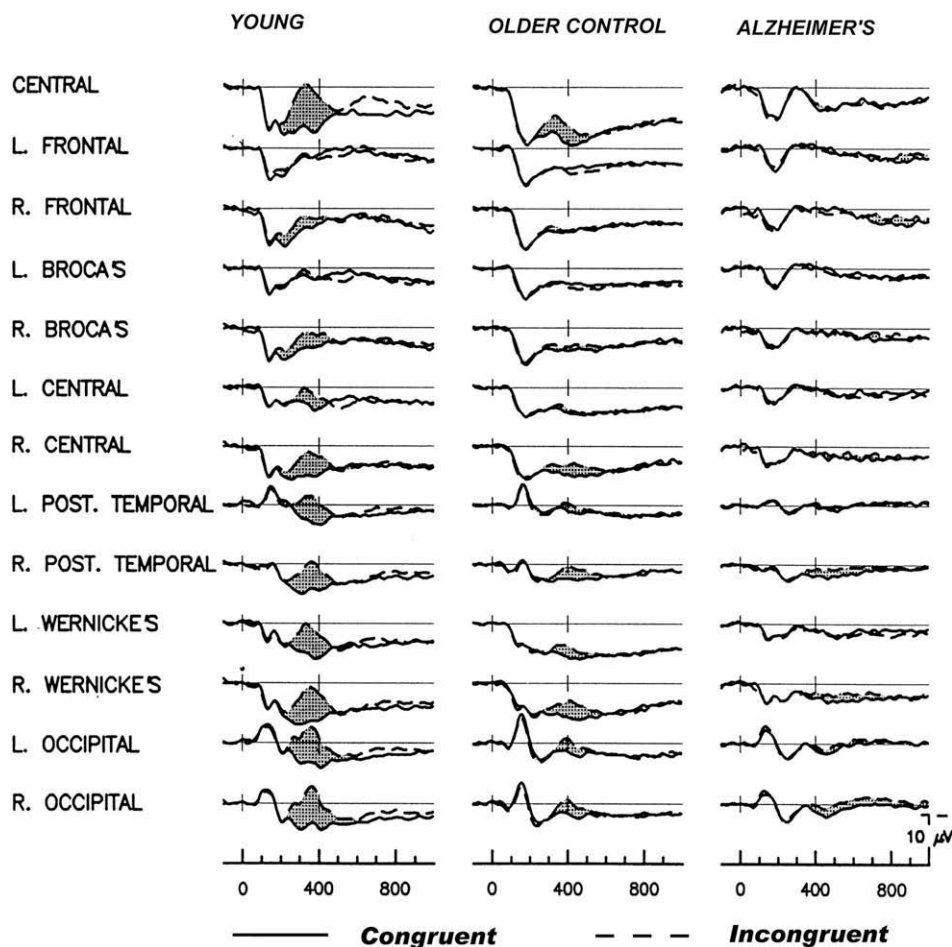 YOUNG OLDER CONTROL ALZHEIMER'S
CENTRAL
L. FRONTAL
R. FRONTAL
L. BROCA'S
R. BROCA'S
L. CENTRAL
R. CENTRAL
L. POST. TEMPORAL
R. POST. TEMPORAL
L. WERNICKE'S
R. WERNICKE'S
L. OCCIPITAL
R. OCCIPITAL
10 μV
0 400 800 0 400 800 0 400 800
Congruent Incongruent